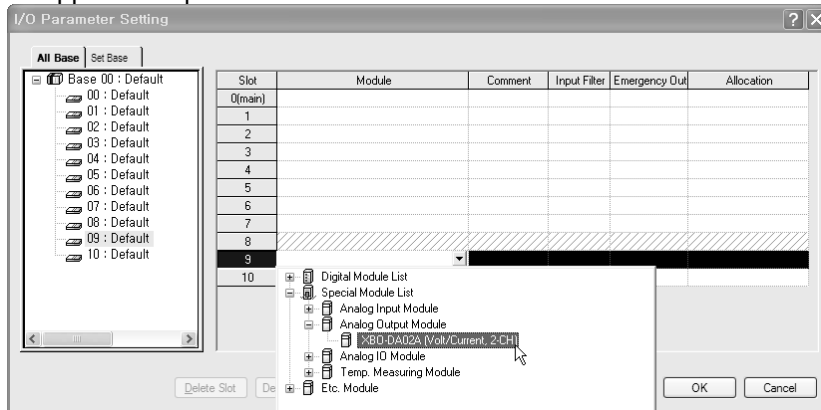 I/O Parameter Setting
All Base Set Base
Base 00 : Default
00 : Default
01 : Default
02 : Default
03 : Default
04 : Default
05 : Default
06 : Default
07 : Default
08 : Default
09 : Default
10 : Default
Slot Module Comment Input Filter Emergency Out Allocation
0(main)
1
2
3
4
5
6
7
8
9
10
Digital Module List
Special Module List
Analog Input Module
Analog Output Module
XBO-DA02A (Volt/Current, 2-CH)
Analog IO Module
Temp. Measuring Module
Etc. Module
Delete Slot De OK Cancel